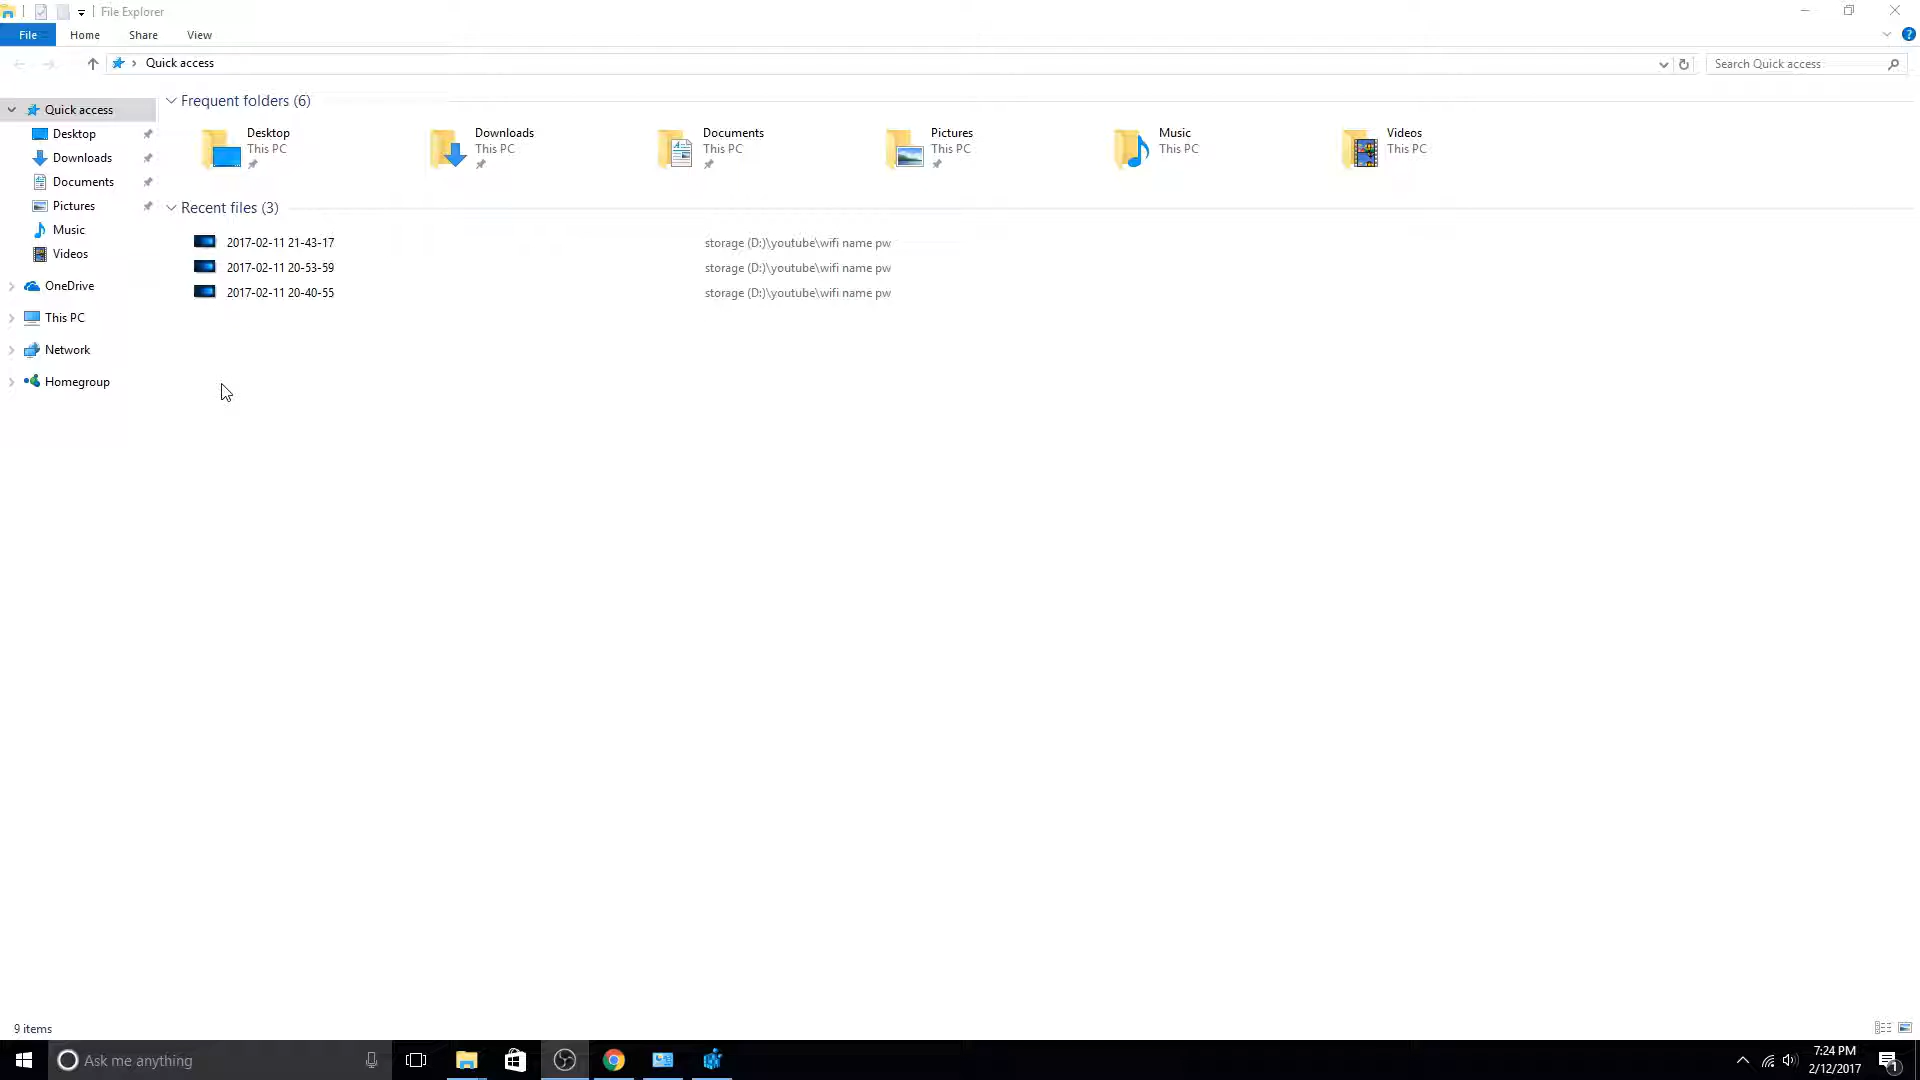 File Explorer
File Home Share View
Quick access
Search Quick access
Quick access
Desktop
Downloads
Documents
Pictures
Music
Videos
OneDrive
This PC
Network
Homegroup
Frequent folders (6)
Desktop
This PC
Downloads
This PC
Documents
This PC
Pictures
This PC
Music
This PC
Videos
This PC
Recent files (3)
2017-02-11 21-43-17 storage (D:)\youtube\wifi name pw
2017-02-11 20-53-59 storage (D:)\youtube\wifi name pw
2017-02-11 20-40-55 storage (D:)\youtube\wifi name pw
9 items
Ask me anything
7:24 PM
2/12/2017
1